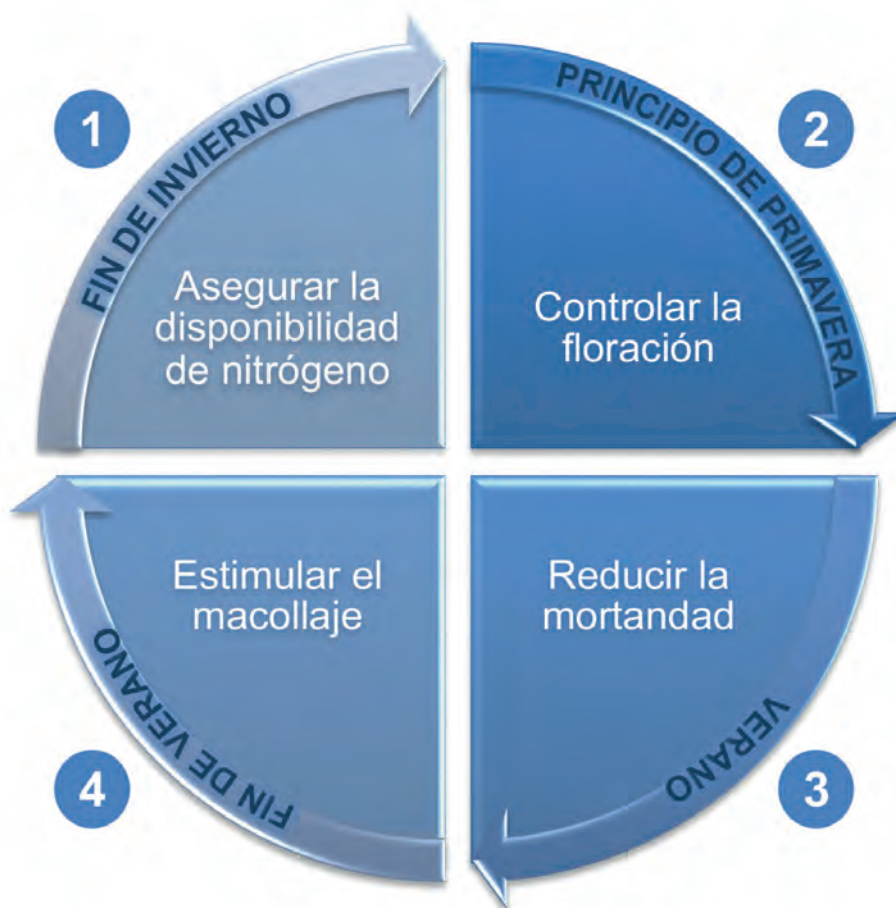 1
FIN DE INVIERNO
Asegurar la
disponibilidad
de nitrógeno
2
PRINCIPIO DE PRIMAVERA
Controlar la
floración
3
VERANO
Reducir la
mortandad
4
FIN DE VERANO
Estimular el
macollaje